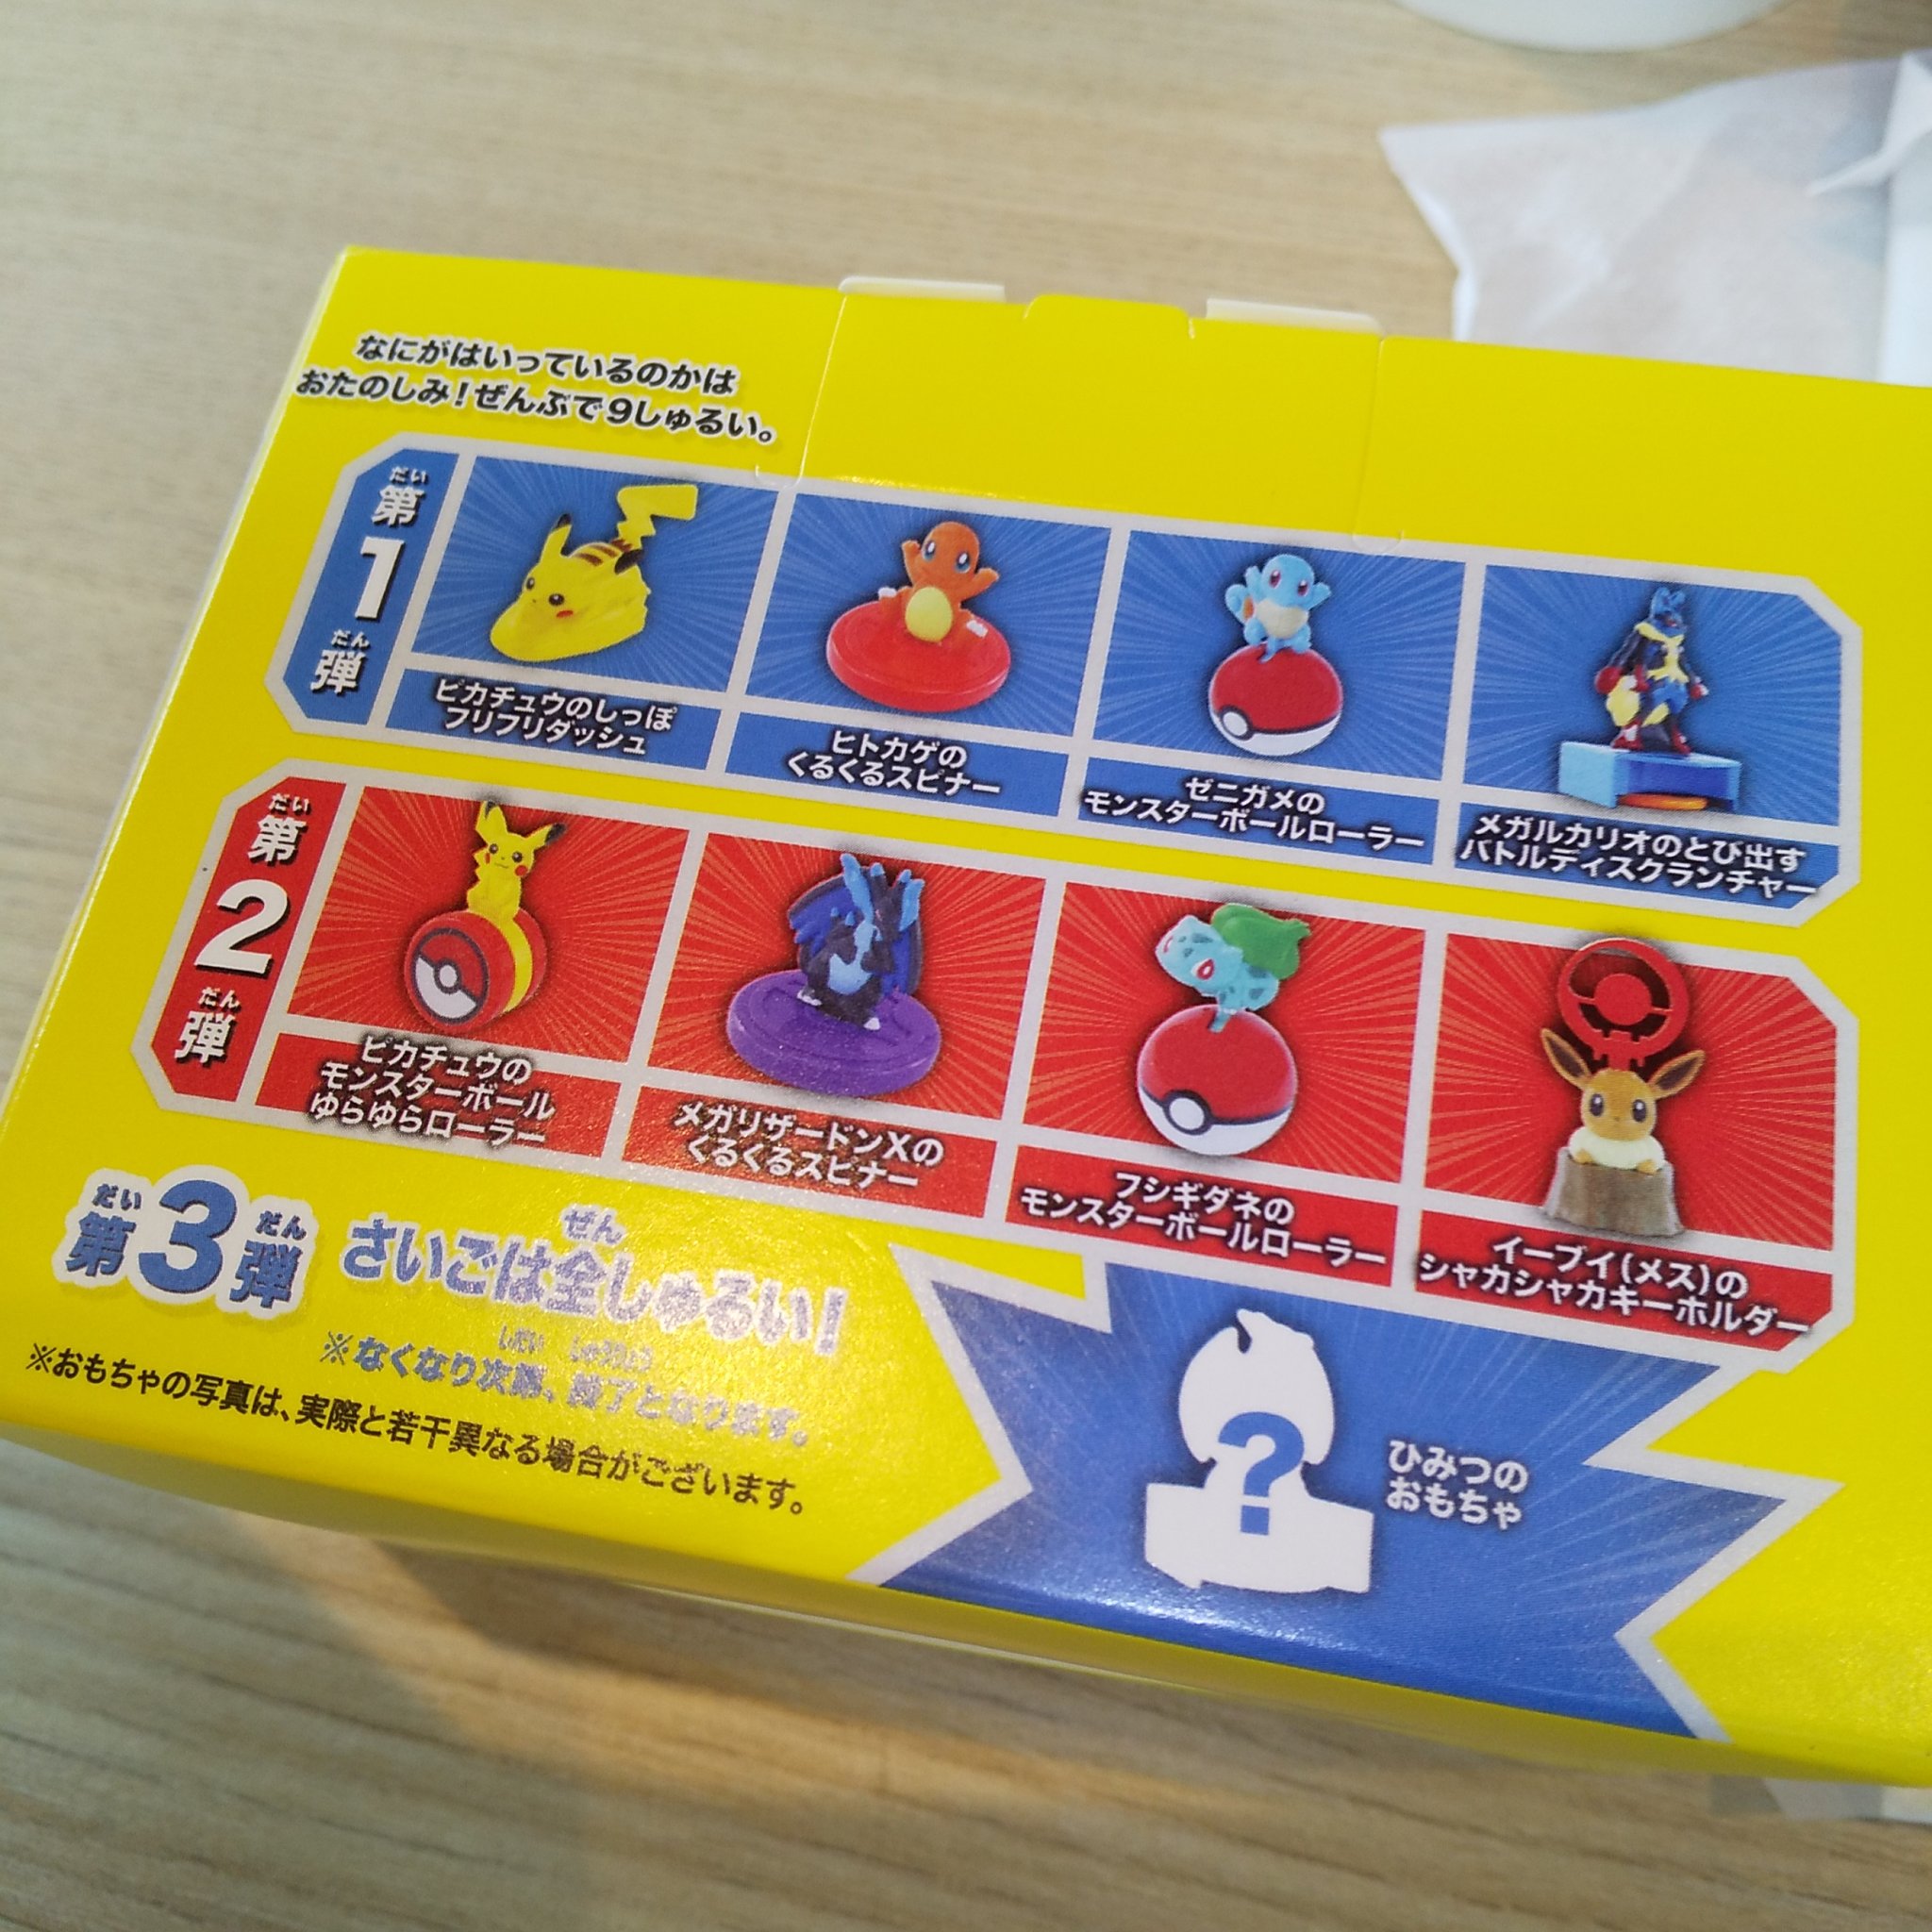 なにがはいっているのかは
おたのしみ！ぜんぶで9しゅるい。
だい
第
1
だん
弾
ピカチュウのしっぽ
フリフリダッシュ
ヒトカゲの
くるくるスピナー
ゼニガメの
モンスターボールローラー
メガルカリオのとび出す
バトルディスクランチャー
だい
第
2
だん
弾
ピカチュウの
モンスターボール
ゆらゆらローラー
メガリザードンXの
くるくるスピナー
フシギダネの
モンスターボールローラー
イーブイ(メス)の
シャカシャカキーホルダー
だい だん
第3弾
ぜん
さいごは全しゅるい！
しだい しゅうりょう
※なくなり次第、終了となります。
※おもちゃの写真は、実際と若干異なる場合がございます。
?
ひみつの
おもちゃ